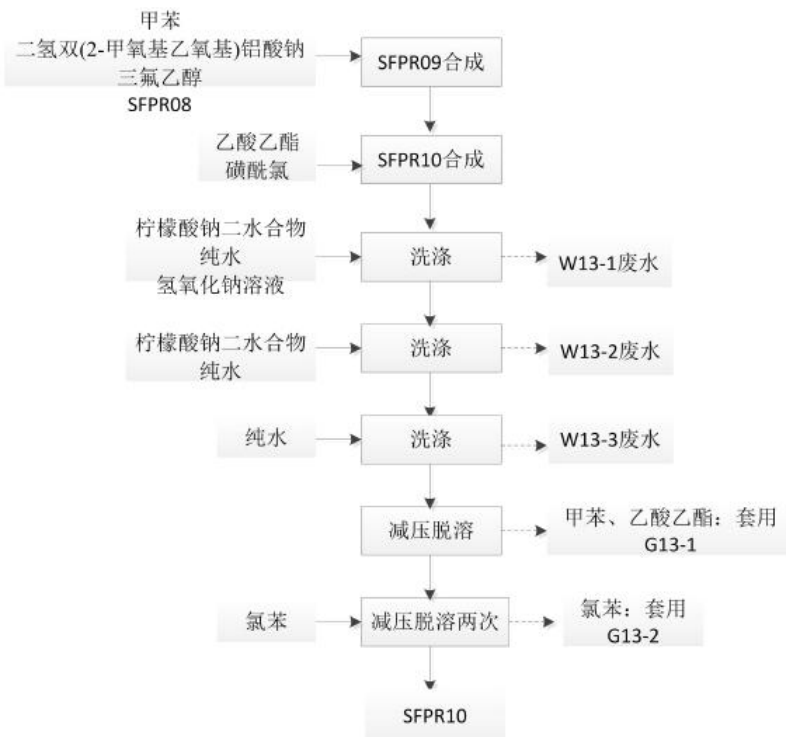 甲苯
二氢双(2-甲氧基乙氧基)铝酸钠
三氟乙醇
SFPR08
SFPR09合成
乙酸乙酯
磺酰氯
SFPR10合成
柠檬酸钠二水合物
纯水
氢氧化钠溶液
洗涤
W13-1废水
柠檬酸钠二水合物
纯水
洗涤
W13-2废水
纯水
洗涤
W13-3废水
减压脱溶
甲苯、乙酸乙酯：套用
G13-1
氯苯
减压脱溶两次
氯苯：套用
G13-2
SFPR10